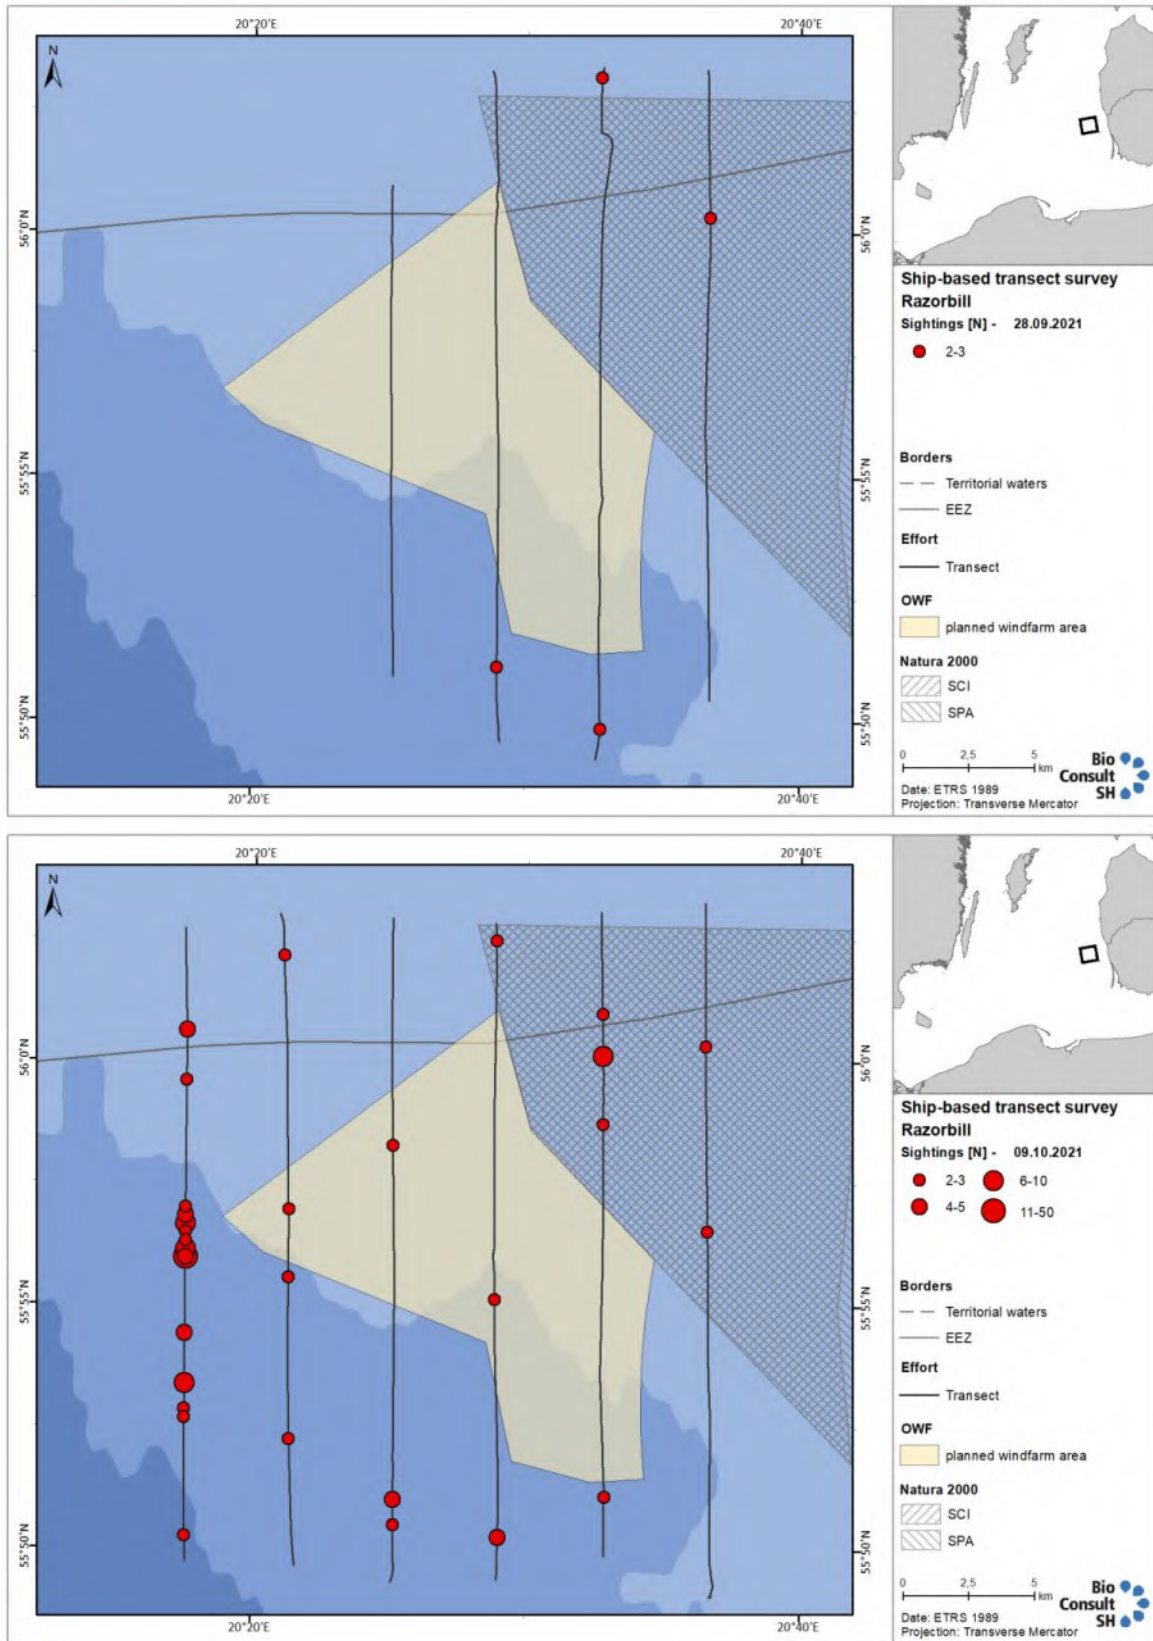 20°20'E
20°40'E
N
56°0'N
56°0'N
55°55'N
55°55'N
55°50'N
55°50'N
20°20'E
20°40'E
Ship-based transect survey
Razorbill
Sightings [N] - 28.09.2021
2-3
Borders
Territorial waters
EEZ
Effort
Transect
OWF
planned windfarm area
Natura 2000
SCI
SPA
0 2,5 5
km
Bio
Consult
SH
Date: ETRS 1989
Projection: Transverse Mercator
20°20'E
20°40'E
N
56°0'N
56°0'N
55°55'N
55°55'N
55°50'N
55°50'N
20°20'E
20°40'E
Ship-based transect survey
Razorbill
Sightings [N] - 09.10.2021
2-3 6-10
4-5 11-50
Borders
Territorial waters
EEZ
Effort
Transect
OWF
planned windfarm area
Natura 2000
SCI
SPA
0 2,5 5
km
Bio
Consult
SH
Date: ETRS 1989
Projection: Transverse Mercator